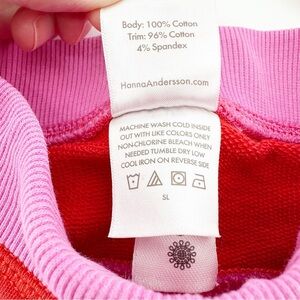 Body: 100% Cotton
Trim: 96% Cotton
4% Spandex
HannaAndersson.com
MACHINE WASH COLD INSIDE
OUT WITH LIKE COLORS ONLY
NON-CHLORINE BLEACH WHEN
NEEDED TUMBLE DRY LOW
COOL IRON ON REVERSE SIDE
SL